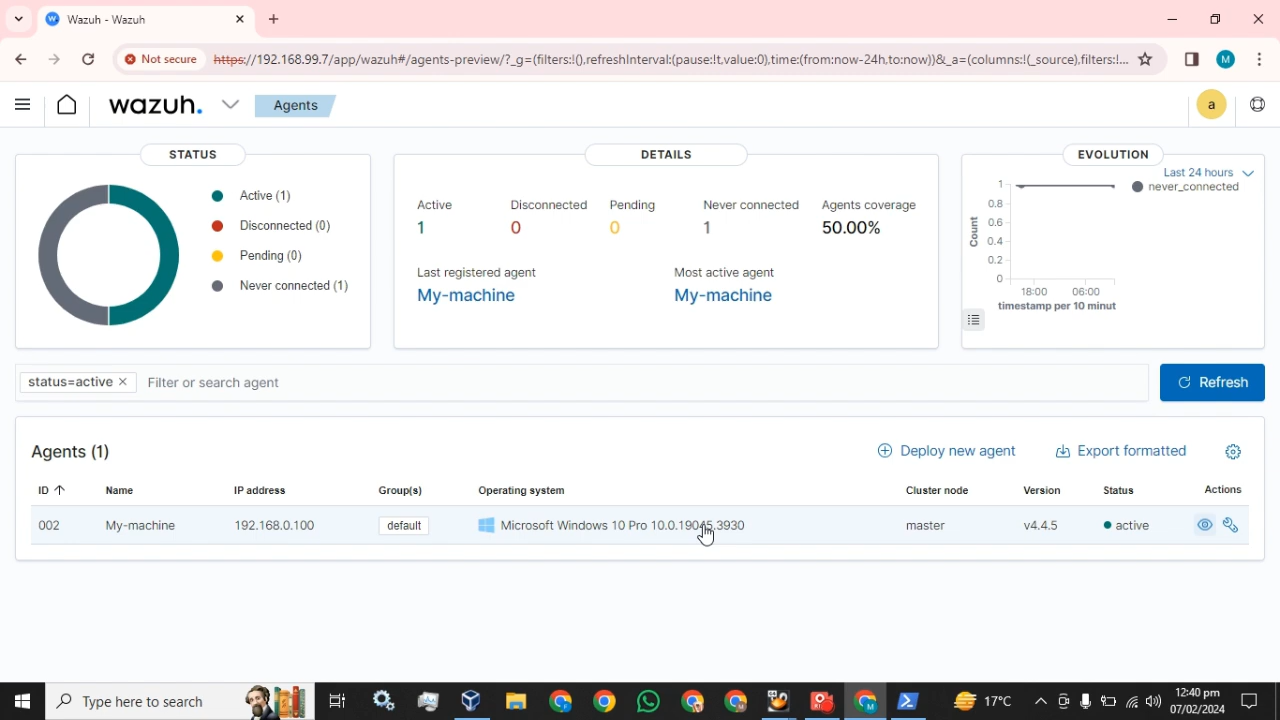 Wazuh - Wazuh
Not secure
https://192.168.99.7/app/wazuh#/agents-preview/?_g=(filters:!(),refreshInterval:(pause:!t,value:0),time:(from:now-24h,to:now))&_a=(columns:!(_source),filters:!...
M
wazuh.
Agents
a
STATUS
Active (1)
Disconnected (0)
Pending (0)
Never connected (1)
DETAILS
Active Disconnected Pending Never connected Agents coverage
1 0 0 1 50.00%
Last registered agent Most active agent
My-machine My-machine
EVOLUTION
Last 24 hours
never_connected
Count
1
0.8
0.6
0.4
0.2
0
18:00 06:00
timestamp per 10 minut
status=active Filter or search agent
Refresh
Agents (1)
Deploy new agent Export formatted
ID Name IP address Group(s) Operating system Cluster node Version Status Actions
002 My-machine 192.168.0.100 default Microsoft Windows 10 Pro 10.0.19045.3930 master v4.4.5 active
Type here to search
17°C
12:40 pm
07/02/2024